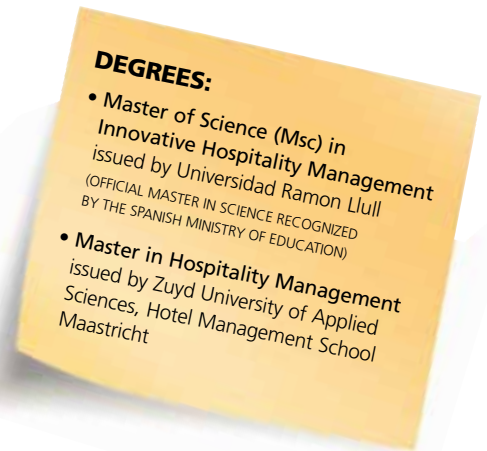 DEGREES:
• Master of Science (Msc) in
Innovative Hospitality Management
issued by Universidad Ramon Llull
(OFFICIAL MASTER IN SCIENCE RECOGNIZED
BY THE SPANISH MINISTRY OF EDUCATION)
• Master in Hospitality Management
issued by Zuyd University of Applied
Sciences, Hotel Management School
Maastricht